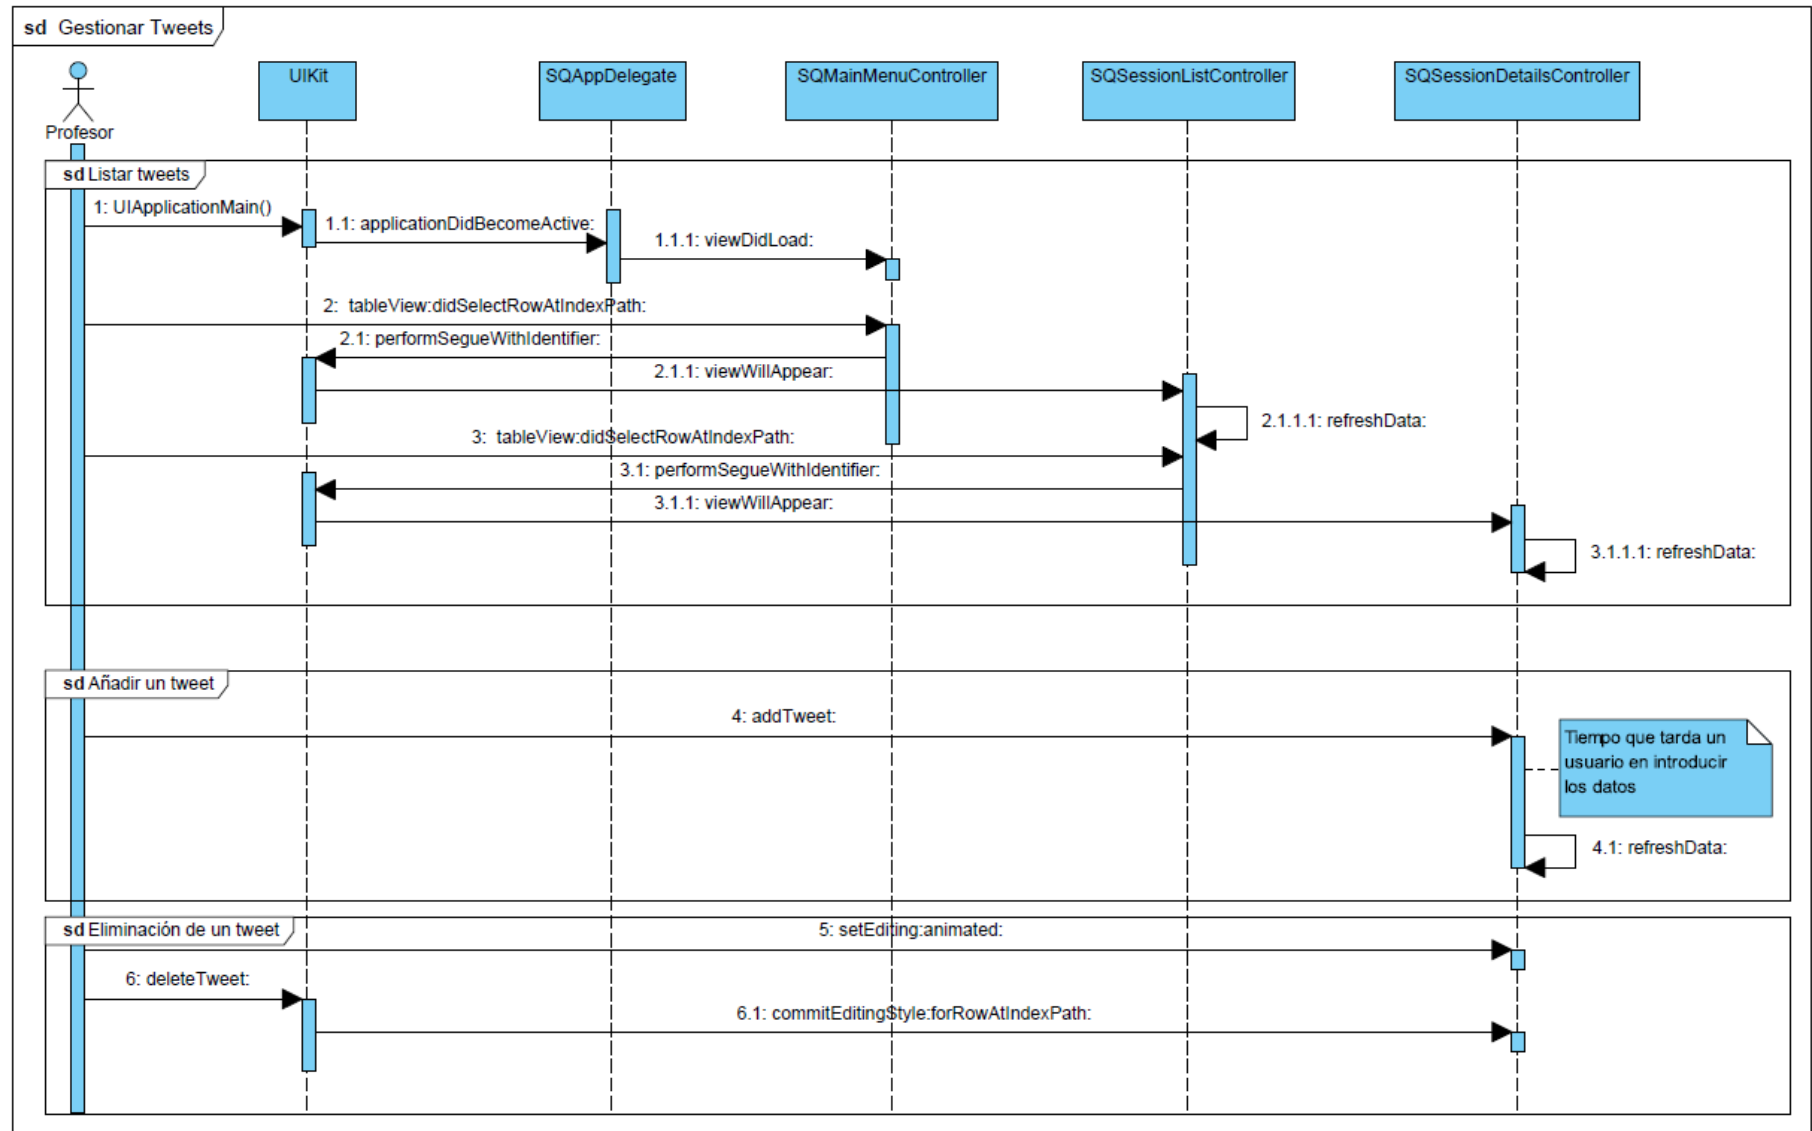 sd Gestionar Tweets
Profesor
UIKit
SQAppDelegate
SQMainMenuController
SQSessionListController
SQSessionDetailsController
sd Listar tweets
1: UIApplicationMain()
1.1: applicationDidBecomeActive:
1.1.1: viewDidLoad:
2: tableView:didSelectRowAtIndexPath:
2.1: performSegueWithIdentifier:
2.1.1: viewWillAppear:
2.1.1.1: refreshData:
3: tableView:didSelectRowAtIndexPath:
3.1: performSegueWithIdentifier:
3.1.1: viewWillAppear:
3.1.1.1: refreshData:
sd Añadir un tweet
4: addTweet:
Tiempo que tarda un
usuario en introducir
los datos
4.1: refreshData:
sd Eliminación de un tweet
5: setEditing:animated:
6: deleteTweet:
6.1: commitEditingStyle:forRowAtIndexPath: